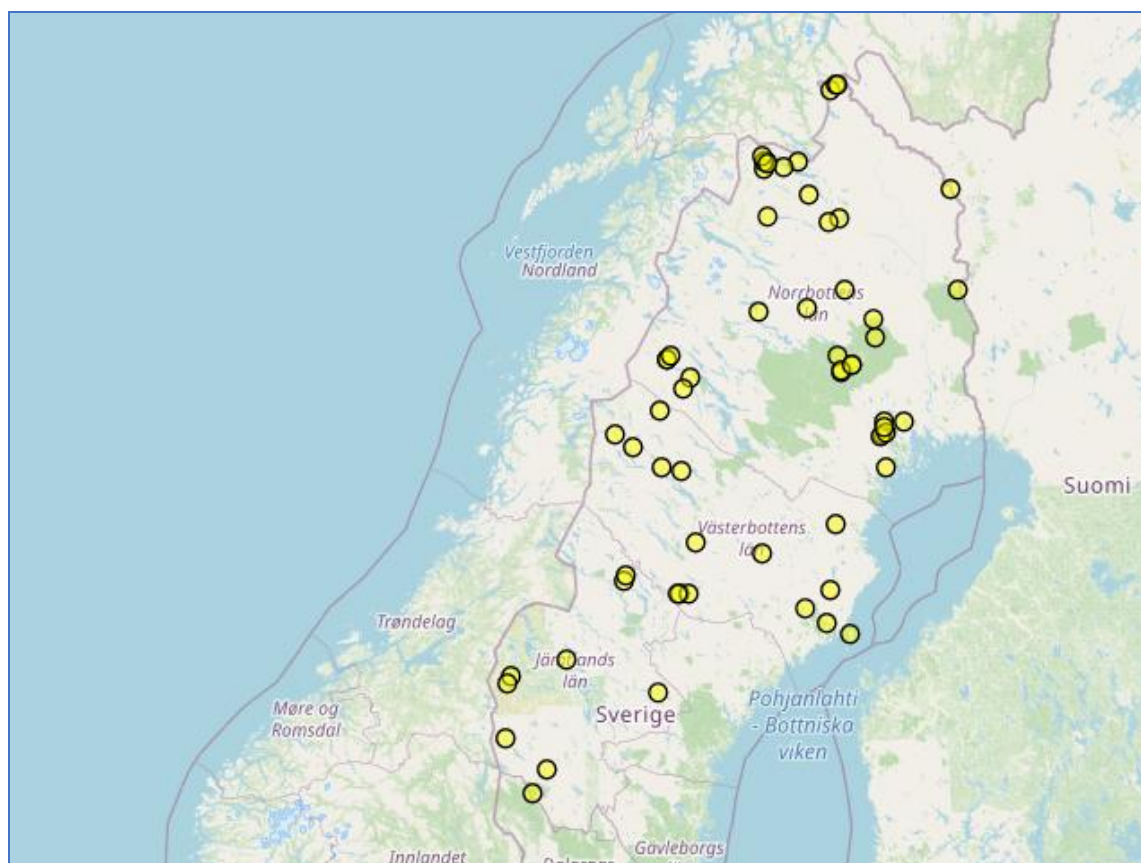 Vestfjorden
Nordland
Norrbottens
län
Suomi
Västerbottens
län
Trøndelag
Jämtlands
län
Møre og
Romsdal
Sverige
Pohjanlahti
- Bottniska
viken
Innlandet
Gävleborgs